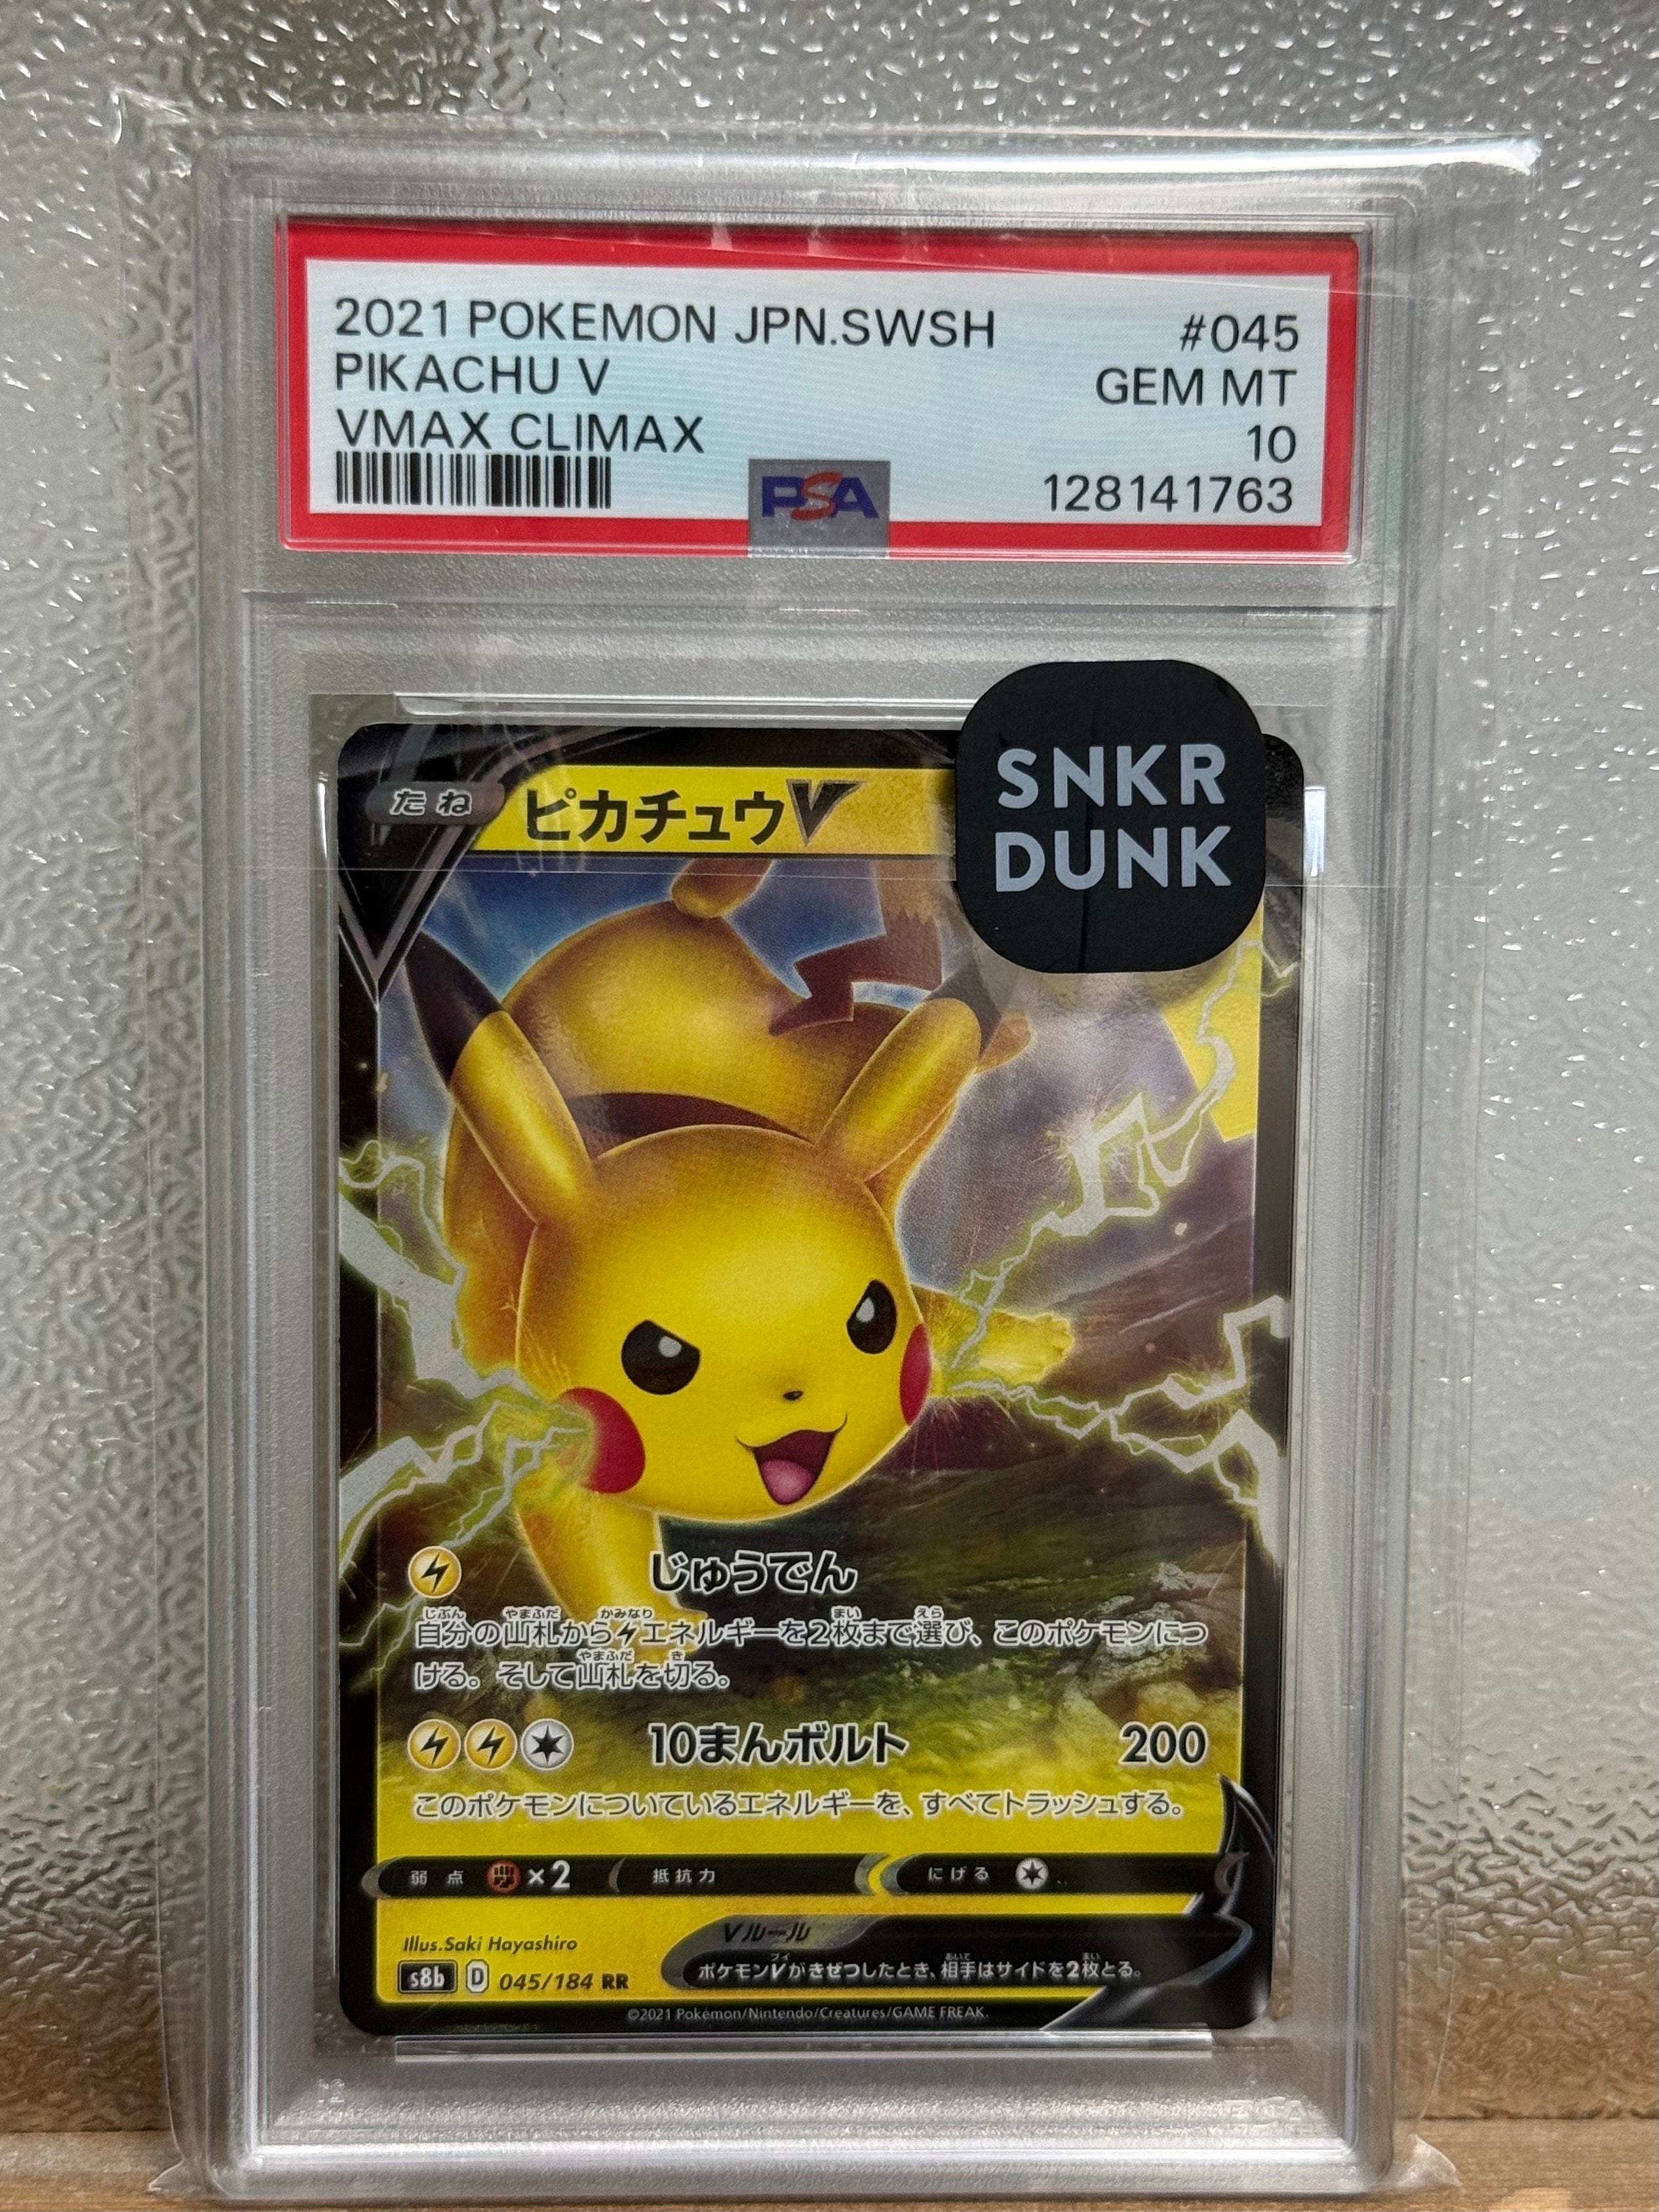 2021 POKEMON JPN.SWSH #045
PIKACHU V GEM MT
VMAX CLIMAX 10
PSA 128141763
SNKR
DUNK
たね ピカチュウV
じゅうでん
自分の山札から エネルギーを2枚まで選び、このポケモンにつ
ける。そして山札を切る。
10まんボルト 200
このポケモンについているエネルギーを、すべてトラッシュする。
弱点 ×2 抵抗力 にげる
Illus.Saki Hayashiro Vルール
ポケモンVがきぜつしたとき、相手はサイドを2枚とる。
s8b D 045/184 RR
©2021 Pokémon/Nintendo/Creatures/GAME FREAK.